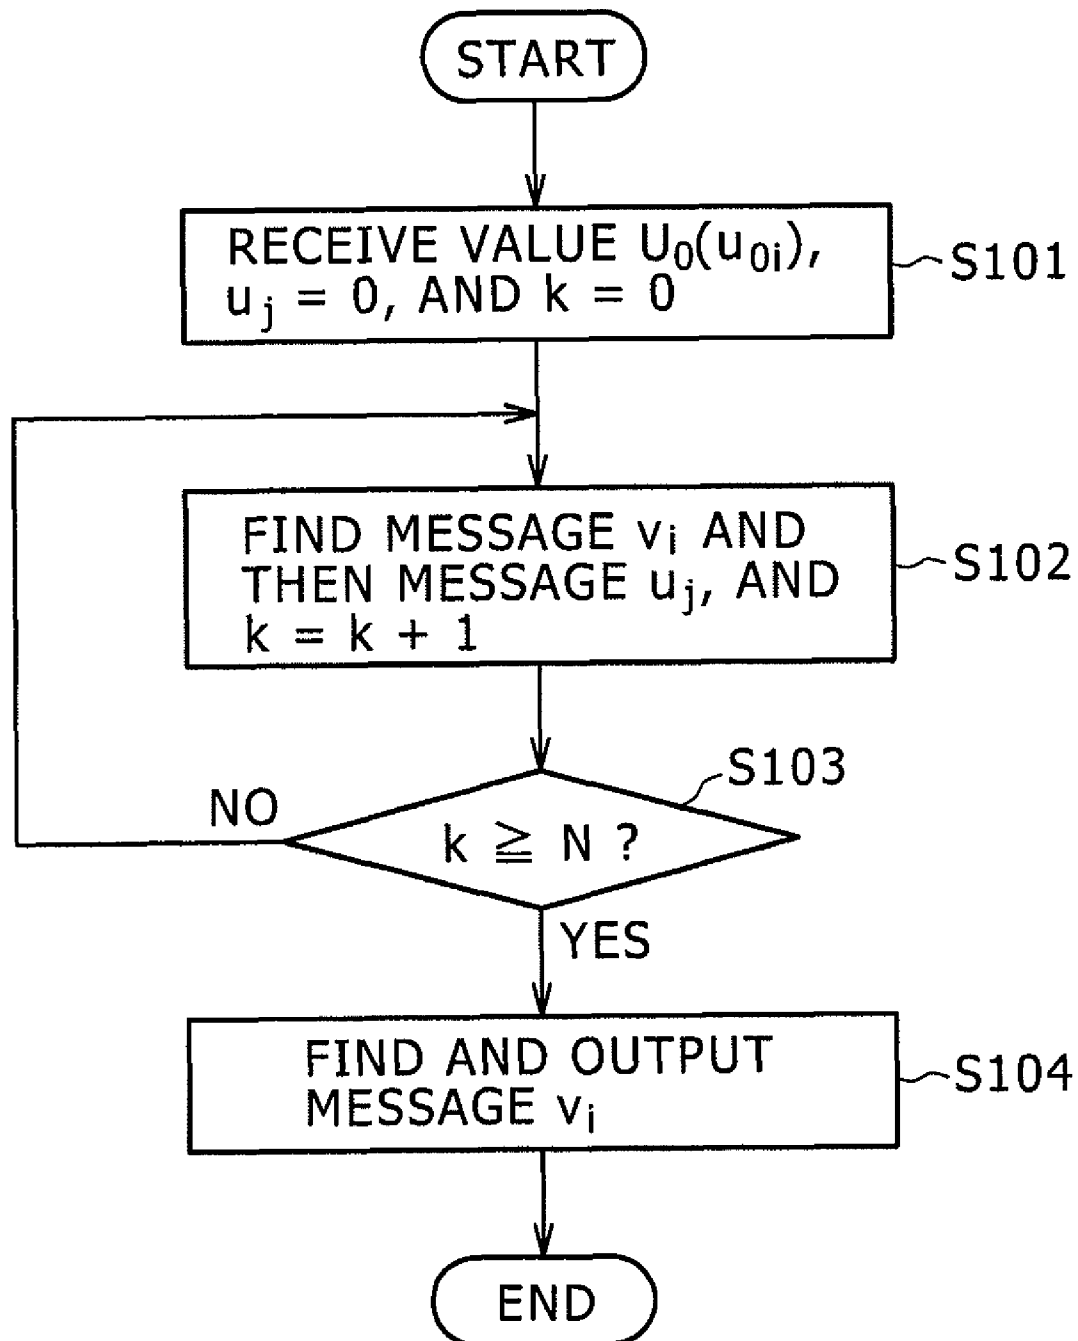 START
RECEIVE VALUE U₀(u₀ᵢ),
uⱼ = 0, AND k = 0
S101
FIND MESSAGE vᵢ AND
THEN MESSAGE uⱼ, AND
k = k + 1
S102
S103
NO
k ≧ N ?
YES
FIND AND OUTPUT
MESSAGE vᵢ
S104
END